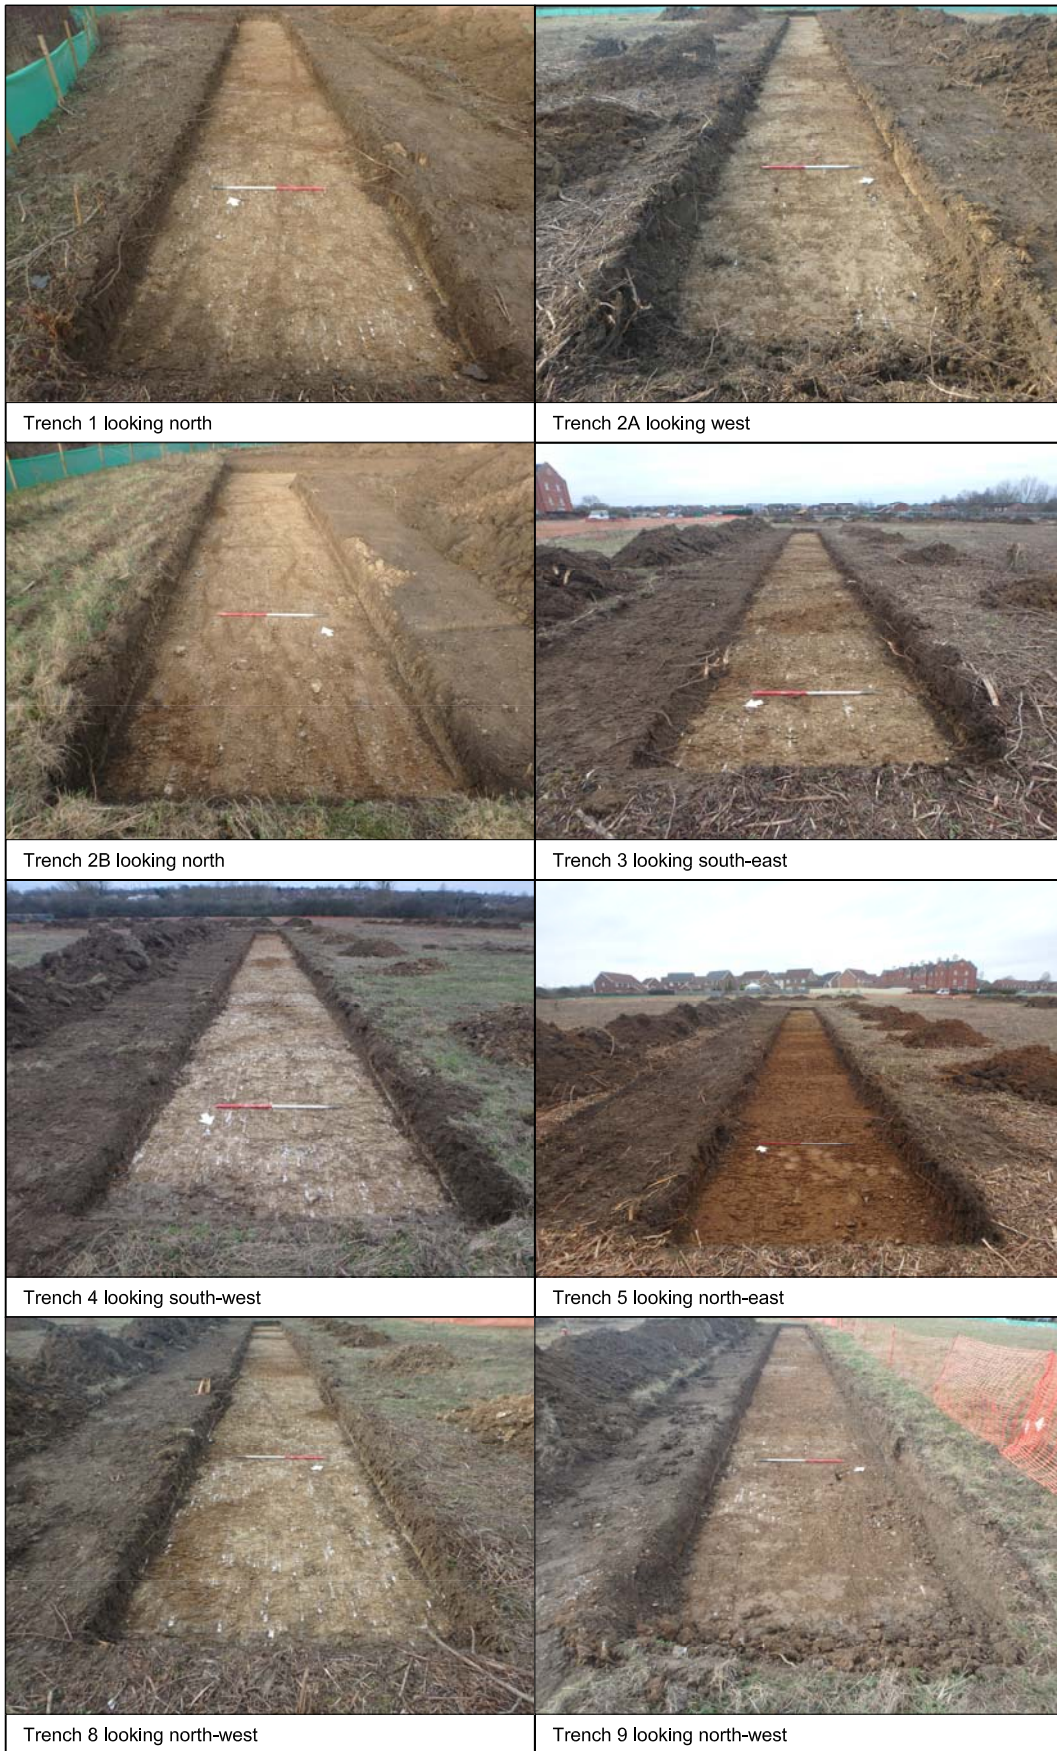 Trench 1 looking north
Trench 2A looking west
Trench 2B looking north
Trench 3 looking south-east
Trench 4 looking south-west
Trench 5 looking north-east
Trench 8 looking north-west
Trench 9 looking north-west